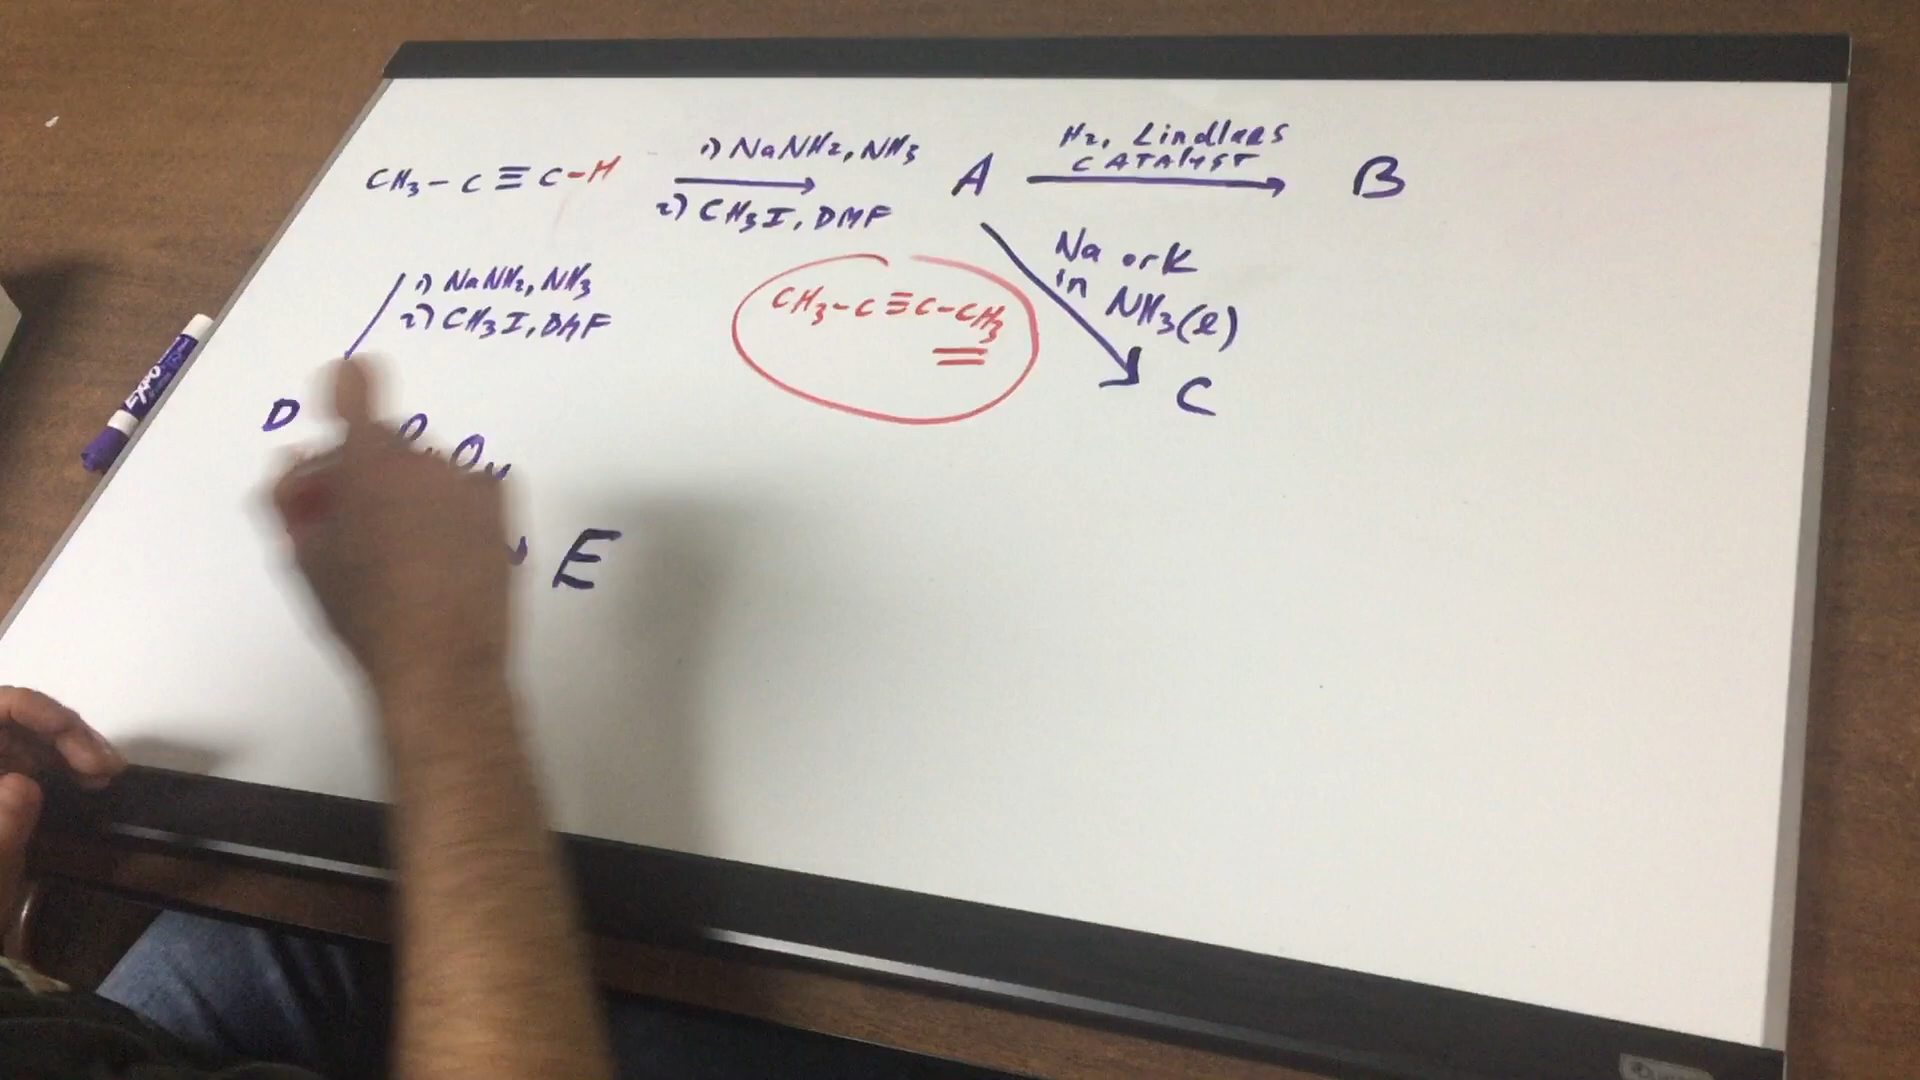 CH3-C≡C-H
1) NaNH2, NH3
2) CH3I, DMF
A
H2, Lindlars
CATAlyST
B
Na or K
in NH3(l)
C
CH3-C≡C-CH3
1) NaNH2, NH3
2) CH3I, DMF
D
E
EXPO